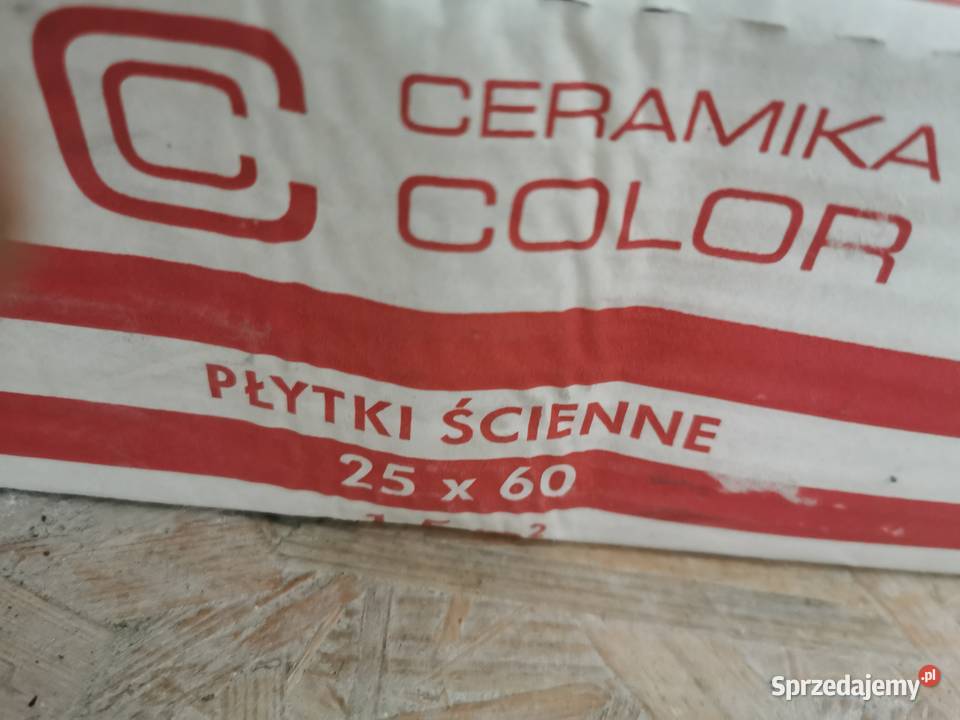 CERAMIKA
COLOR
PŁYTKI ŚCIENNE
25 x 60
Sprzedajemy.pl